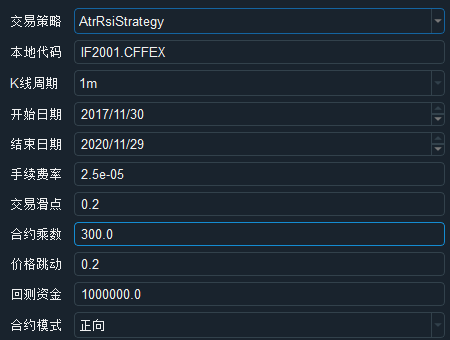 交易策略 AtrRsiStrategy
本地代码 IF2001.CFFEX
K线周期 1m
开始日期 2017/11/30
结束日期 2020/11/29
手续费率 2.5e-05
交易滑点 0.2
合约乘数 300.0
价格跳动 0.2
回测资金 1000000.0
合约模式 正向